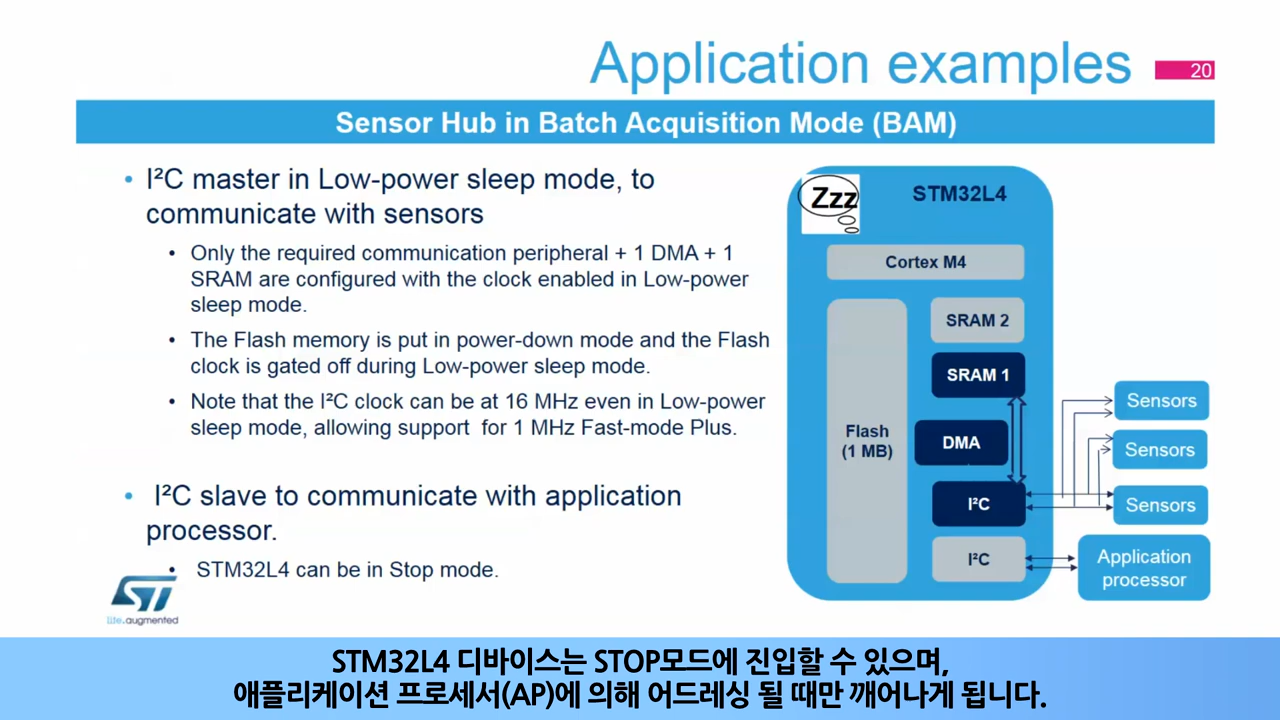 Application examples
20
Sensor Hub in Batch Acquisition Mode (BAM)
• I²C master in Low-power sleep mode, to
communicate with sensors
• Only the required communication peripheral + 1 DMA + 1
SRAM are configured with the clock enabled in Low-power
sleep mode.
• The Flash memory is put in power-down mode and the Flash
clock is gated off during Low-power sleep mode.
• Note that the I²C clock can be at 16 MHz even in Low-power
sleep mode, allowing support for 1 MHz Fast-mode Plus.
• I²C slave to communicate with application
processor.
• STM32L4 can be in Stop mode.
Zzz
STM32L4
Cortex M4
SRAM 2
SRAM 1
Flash
(1 MB)
DMA
I²C
I²C
Sensors
Sensors
Sensors
Application
processor
ST
life.augmented
STM32L4 디바이스는 STOP모드에 진입할 수 있으며,
애플리케이션 프로세서(AP)에 의해 어드레싱 될 때만 깨어나게 됩니다.